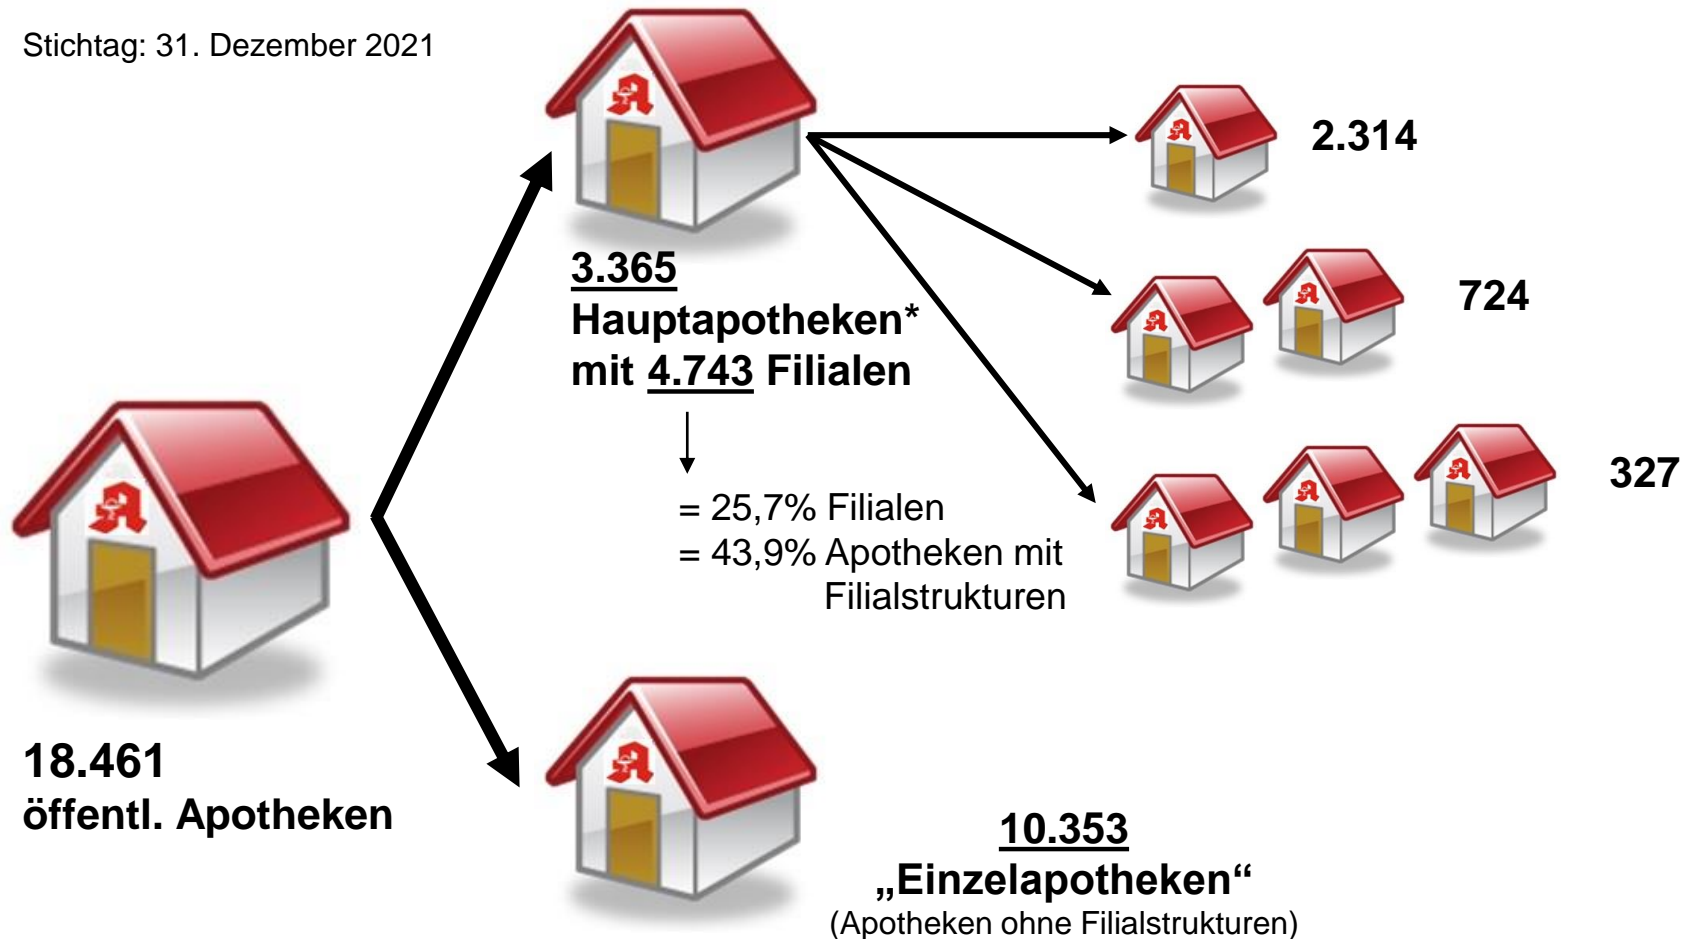 Stichtag: 31. Dezember 2021
3.365
Hauptapotheken*
mit 4.743 Filialen
= 25,7% Filialen
= 43,9% Apotheken mit
Filialstrukturen
2.314
724
327
18.461
öffentl. Apotheken
10.353
„Einzelapotheken“
(Apotheken ohne Filialstrukturen)